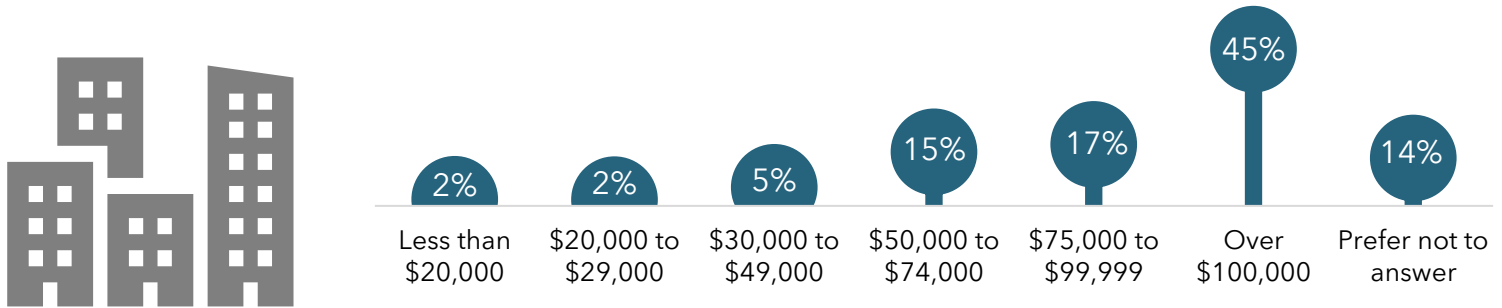 2%
2%
5%
15%
17%
45%
14%
Less than
$20,000
$20,000 to
$29,000
$30,000 to
$49,000
$50,000 to
$74,000
$75,000 to
$99,999
Over
$100,000
Prefer not to
answer